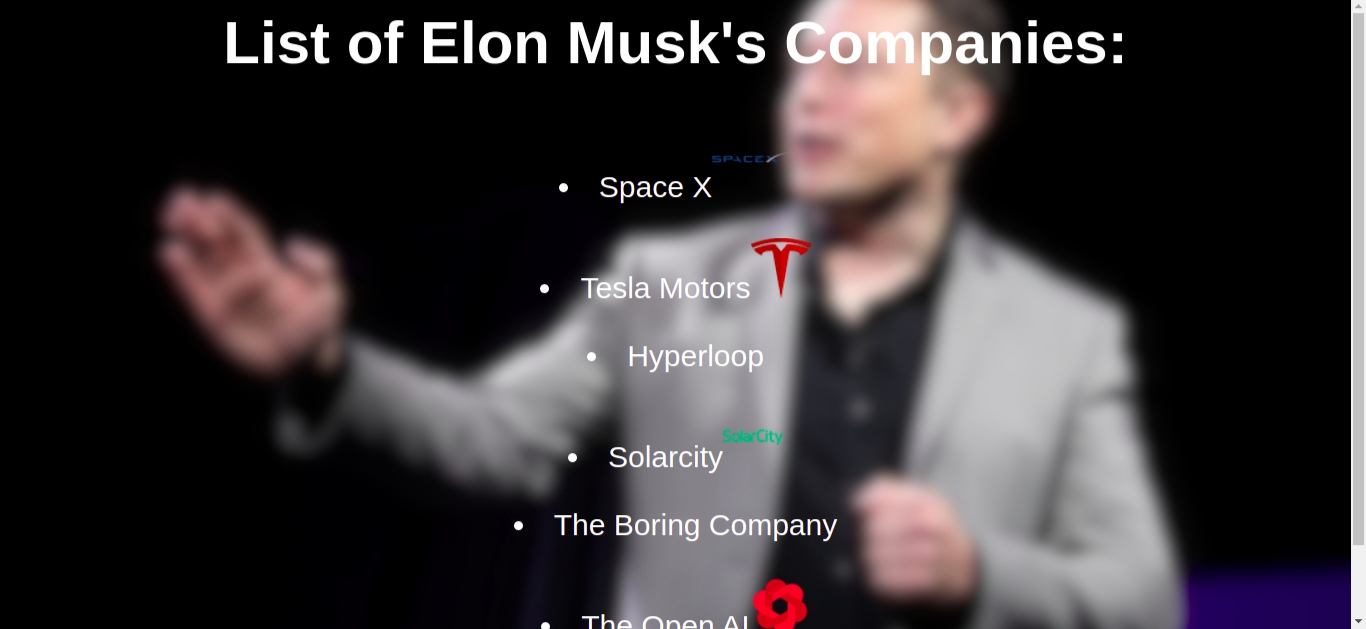 List of Elon Musk's Companies:
SPACEX
Space X
Tesla Motors
Hyperloop
SolarCity
Solarcity
The Boring Company
The Open AI